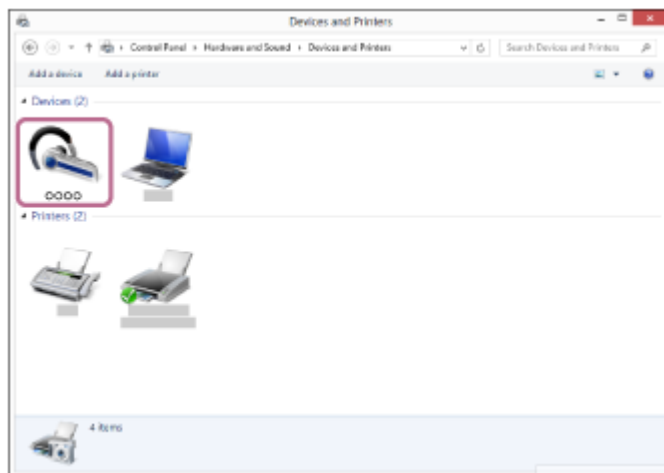 Devices and Printers
Control Panel › Hardware and Sound › Devices and Printers
Search Devices and Printers
Add a device Add a printer
Devices (2)
oooo
Printers (2)
4 items